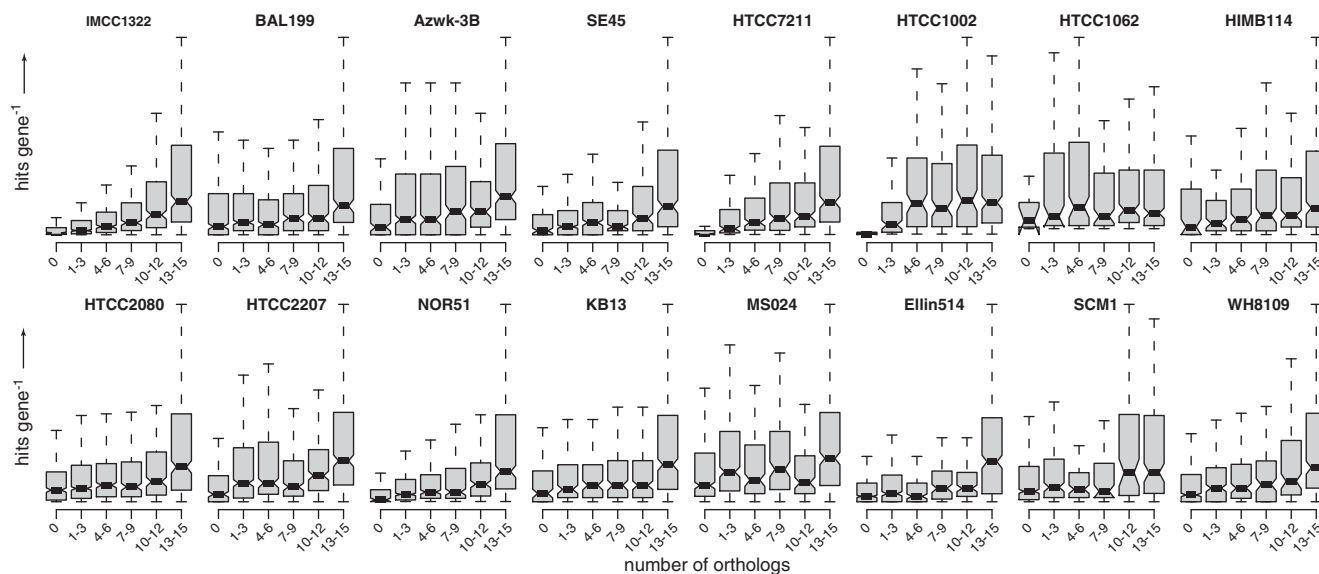 IMCC1322 BAL199 Azwk-3B SE45 HTCC7211 HTCC1002 HTCC1062 HIMB114
hits gene⁻¹ ⟶
0 1-3 4-6 7-9 10-12 13-15 0 1-3 4-6 7-9 10-12 13-15 0 1-3 4-6 7-9 10-12 13-15 0 1-3 4-6 7-9 10-12 13-15 0 1-3 4-6 7-9 10-12 13-15 0 1-3 4-6 7-9 10-12 13-15 0 1-3 4-6 7-9 10-12 13-15 0 1-3 4-6 7-9 10-12 13-15
HTCC2080 HTCC2207 NOR51 KB13 MS024 Ellin514 SCM1 WH8109
hits gene⁻¹ ⟶
0 1-3 4-6 7-9 10-12 13-15 0 1-3 4-6 7-9 10-12 13-15 0 1-3 4-6 7-9 10-12 13-15 0 1-3 4-6 7-9 10-12 13-15 0 1-3 4-6 7-9 10-12 13-15 0 1-3 4-6 7-9 10-12 13-15 0 1-3 4-6 7-9 10-12 13-15 0 1-3 4-6 7-9 10-12 13-15
number of orthologs